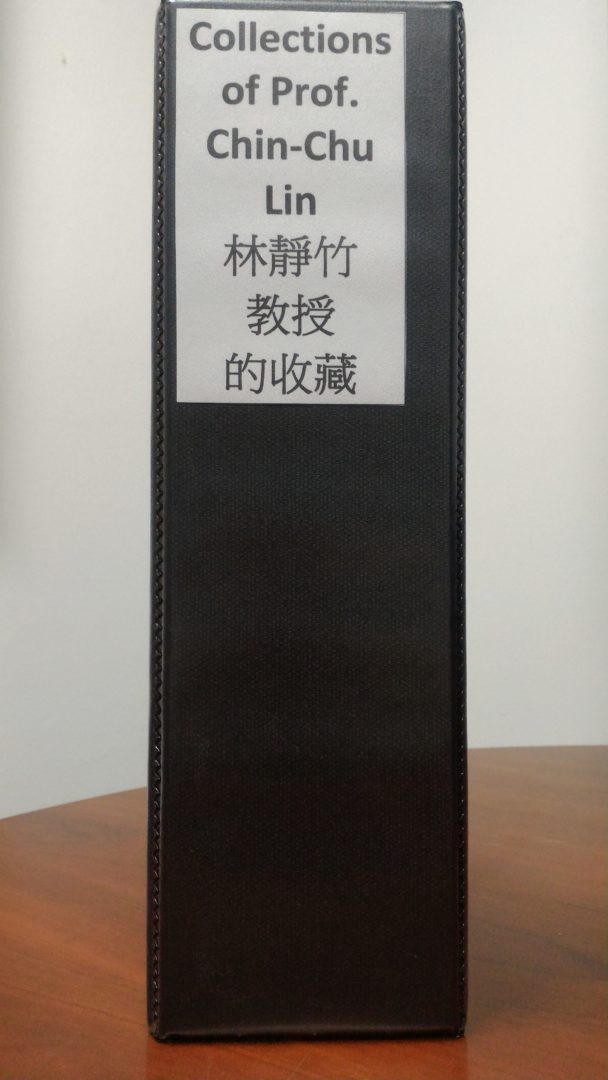 Collections
of Prof.
Chin-Chu
Lin
林靜竹
教授
的收藏